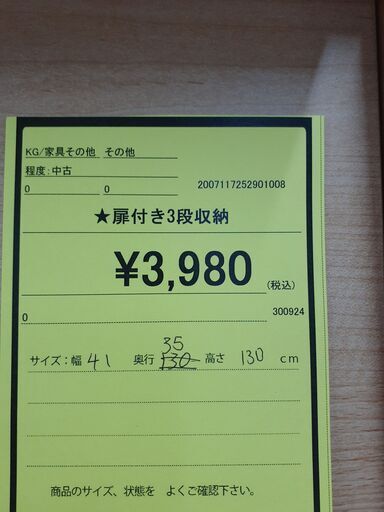 KG/家具その他 その他
程度:中古
0 0 2007117252901008
★扉付き3段収納
¥3,980 (税込)
0 300924
35
サイズ:幅 41 奥行 130 高さ 130 cm
商品のサイズ、状態を よくご確認下さい。